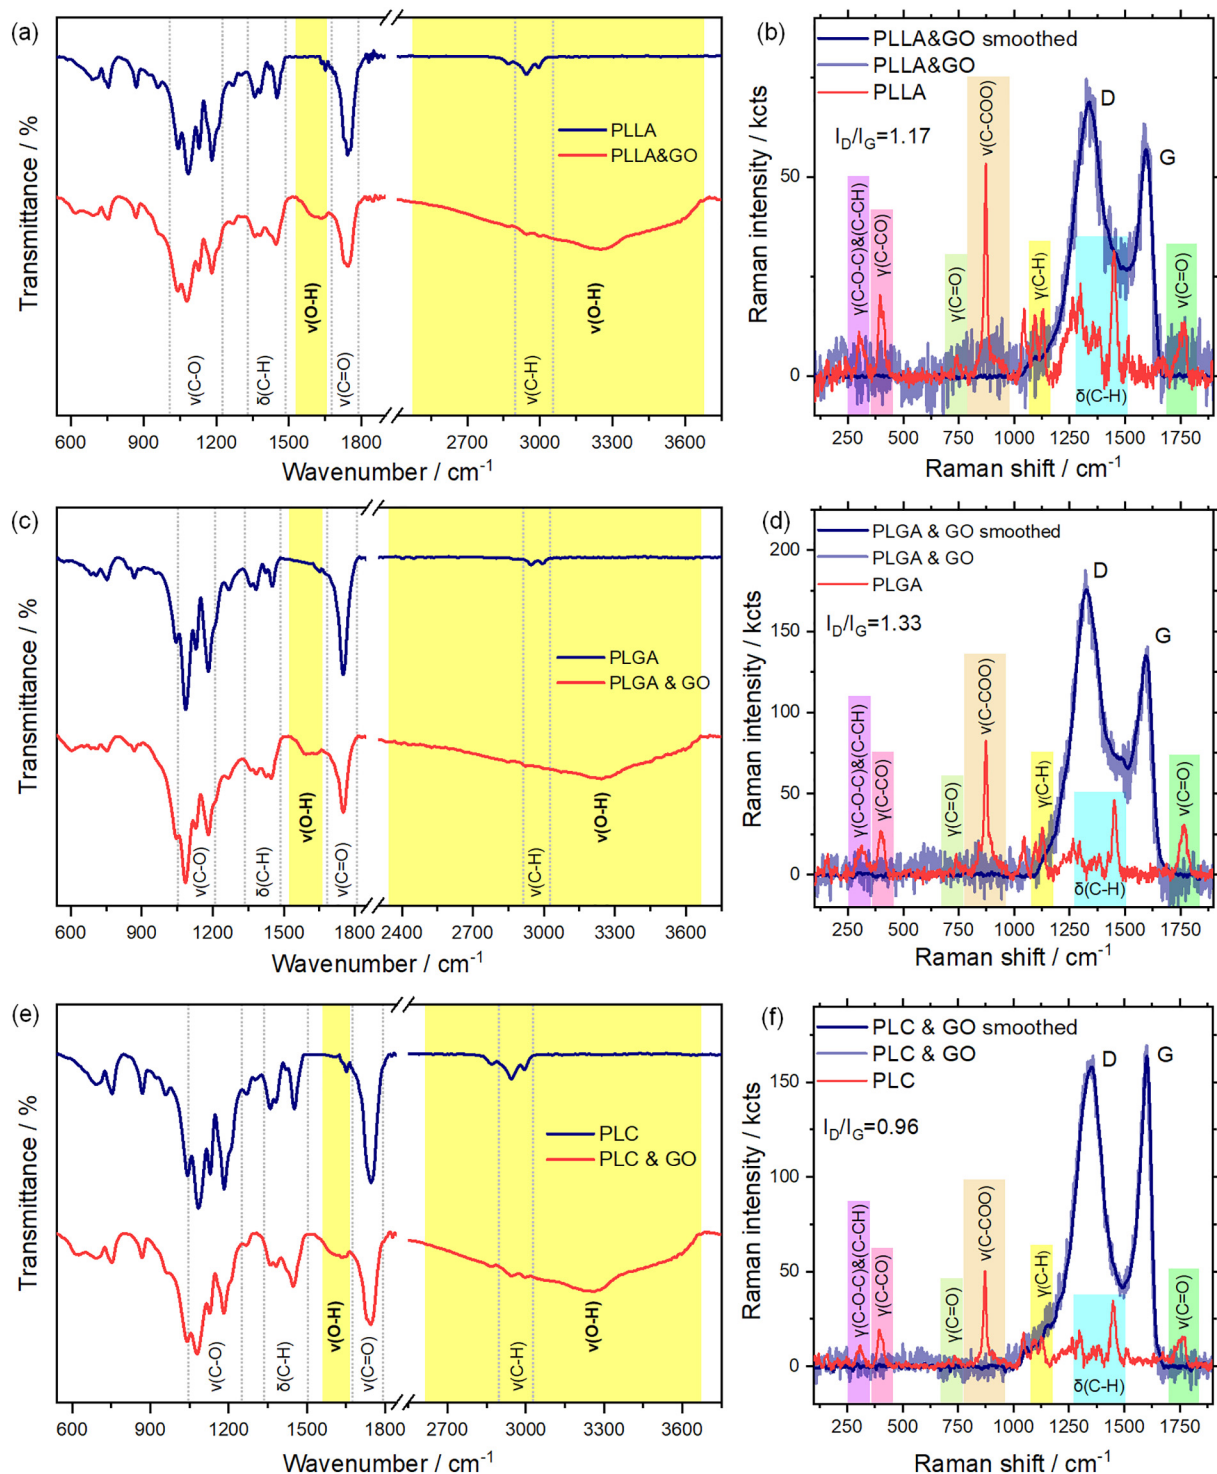 (a)
Transmittance / %
PLLA
PLLA&GO
ν(C-O)
δ(C-H)
ν(O-H)
ν(C=O)
ν(C-H)
ν(O-H)
600 900 1200 1500 1800 2700 3000 3300 3600
Wavenumber / cm-1
(b)
Raman intensity / kcts
PLLA&GO smoothed
PLLA&GO
PLLA
ID/IG=1.17
D
G
50
0
γ(C-O-C)&(C-CH)
γ(C-CO)
γ(C=O)
ν(C-COO)
γ(C-H)
δ(C-H)
ν(C=O)
250 500 750 1000 1250 1500 1750
Raman shift / cm-1
(c)
Transmittance / %
PLGA
PLGA & GO
ν(C-O)
δ(C-H)
ν(O-H)
ν(C=O)
ν(C-H)
ν(O-H)
600 900 1200 1500 1800 2400 2700 3000 3300 3600
Wavenumber / cm-1
(d)
Raman intensity / kcts
PLGA & GO smoothed
PLGA & GO
PLGA
ID/IG=1.33
D
G
200
150
100
50
0
γ(C-O-C)&(C-CH)
γ(C-CO)
γ(C=O)
ν(C-COO)
γ(C-H)
δ(C-H)
ν(C=O)
250 500 750 1000 1250 1500 1750
Raman shift / cm-1
(e)
Transmittance / %
PLC
PLC & GO
ν(C-O)
δ(C-H)
ν(O-H)
ν(C=O)
ν(C-H)
ν(O-H)
600 900 1200 1500 1800 2700 3000 3300 3600
Wavenumber / cm-1
(f)
Raman intensity / kcts
PLC & GO smoothed
PLC & GO
PLC
ID/IG=0.96
D
G
150
100
50
0
γ(C-O-C)&(C-CH)
γ(C-CO)
γ(C=O)
ν(C-COO)
γ(C-H)
δ(C-H)
ν(C=O)
250 500 750 1000 1250 1500 1750
Raman shift / cm-1